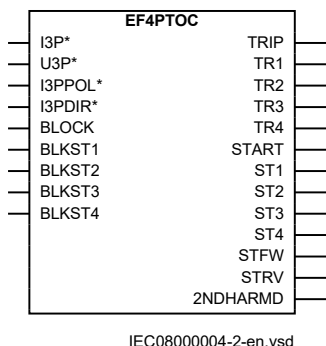 EF4PTOC
I3P* TRIP
U3P* TR1
I3PPOL* TR2
I3PDIR* TR3
BLOCK TR4
BLKST1 START
BLKST2 ST1
BLKST3 ST2
BLKST4 ST3
ST4
STFW
STRV
2NDHARMD
IEC08000004-2-en.vsd